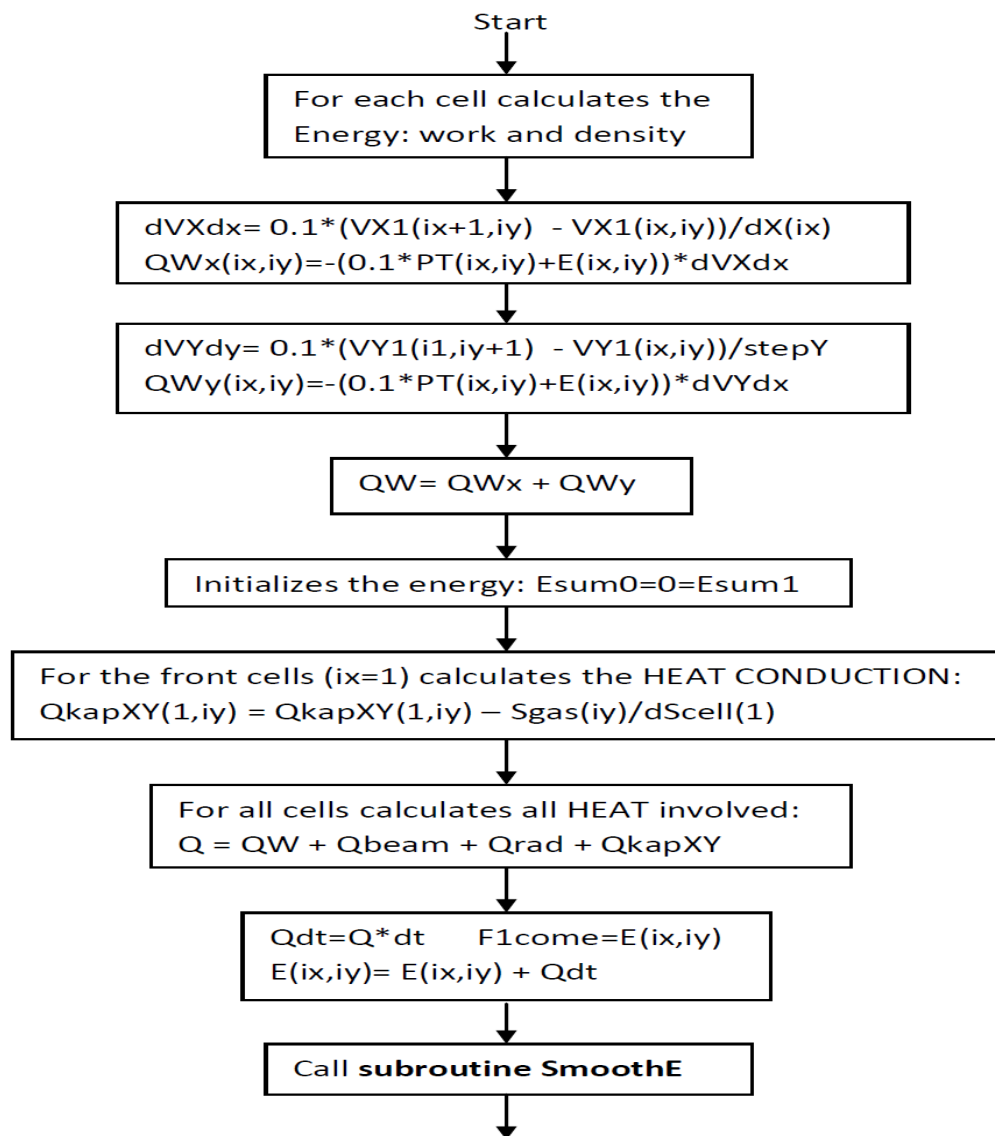 Start
For each cell calculates the
Energy: work and density
dVXdx= 0.1*(VX1(ix+1,iy) - VX1(ix,iy))/dX(ix)
QWx(ix,iy)=-(0.1*PT(ix,iy)+E(ix,iy))*dVXdx
dVYdy= 0.1*(VY1(i1,iy+1) - VY1(ix,iy))/stepY
QWy(ix,iy)=-(0.1*PT(ix,iy)+E(ix,iy))*dVYdx
QW= QWx + QWy
Initializes the energy: Esum0=0=Esum1
For the front cells (ix=1) calculates the HEAT CONDUCTION:
QkapXY(1,iy) = QkapXY(1,iy) – Sgas(iy)/dScell(1)
For all cells calculates all HEAT involved:
Q = QW + Qbeam + Qrad + QkapXY
Qdt=Q*dt F1come=E(ix,iy)
E(ix,iy)= E(ix,iy) + Qdt
Call subroutine SmoothE